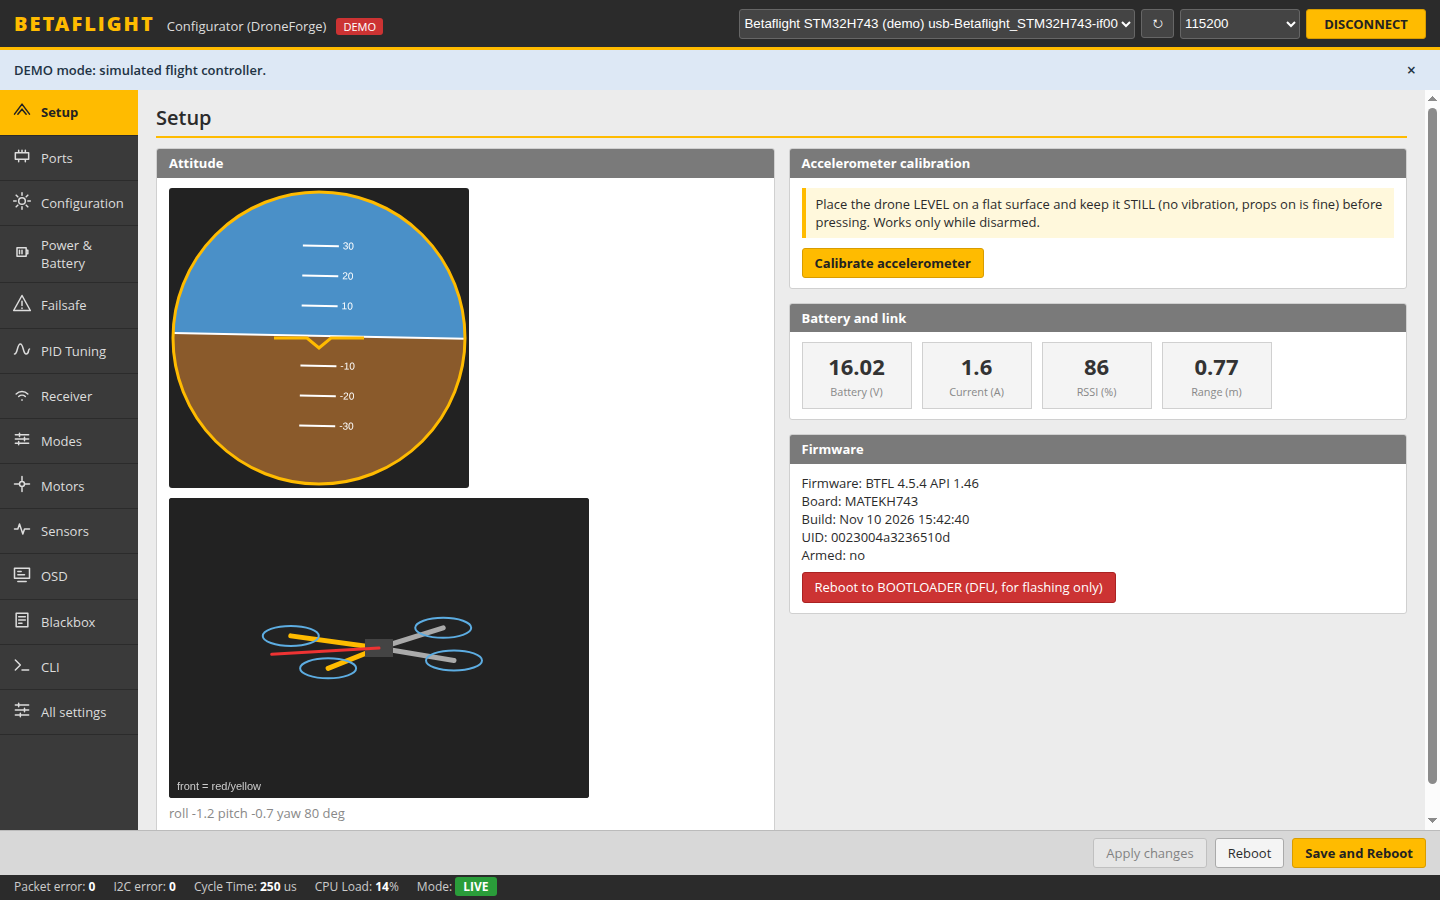 BETAFLIGHT Configurator (DroneForge) DEMO
Betaflight STM32H743 (demo) usb-Betaflight_STM32H743-if00 ↻ 115200 DISCONNECT
DEMO mode: simulated flight controller. ×
Setup
Ports
Configuration
Power &
Battery
Failsafe
PID Tuning
Receiver
Modes
Motors
Sensors
OSD
Blackbox
CLI
All settings
Setup
Attitude
30
20
10
-10
-20
-30
front = red/yellow
roll -1.2 pitch -0.7 yaw 80 deg
Accelerometer calibration
Place the drone LEVEL on a flat surface and keep it STILL (no vibration, props on is fine) before
pressing. Works only while disarmed.
Calibrate accelerometer
Battery and link
16.02 1.6 86 0.77
Battery (V) Current (A) RSSI (%) Range (m)
Firmware
Firmware: BTFL 4.5.4 API 1.46
Board: MATEKH743
Build: Nov 10 2026 15:42:40
UID: 0023004a3236510d
Armed: no
Reboot to BOOTLOADER (DFU, for flashing only)
Apply changes Reboot Save and Reboot
Packet error: 0 I2C error: 0 Cycle Time: 250 us CPU Load: 14% Mode: LIVE